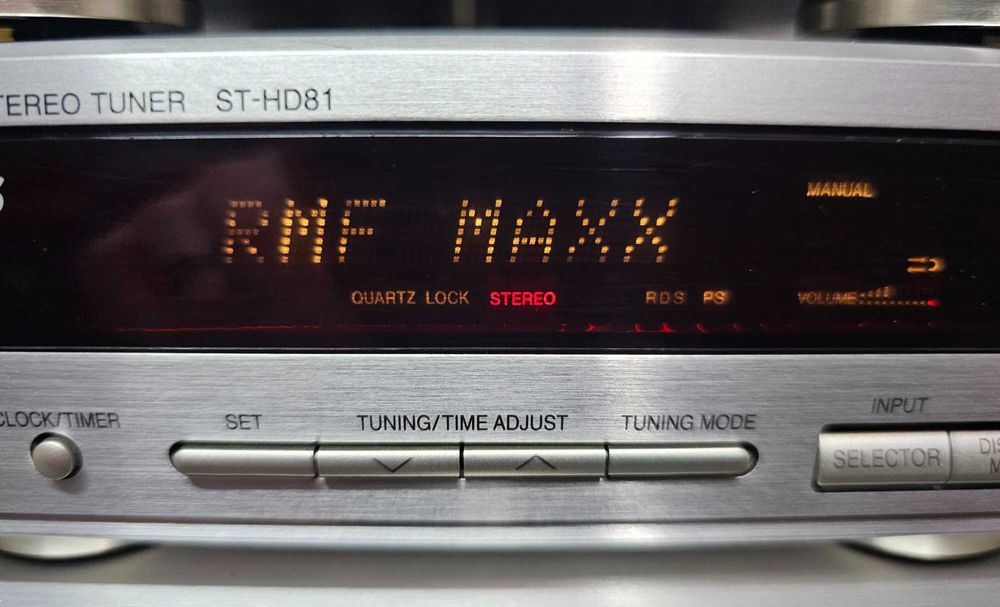 STEREO TUNER ST-HD81
MANUAL
RMF MAXX
QUARTZ LOCK STEREO RDS PS VOLUME
CLOCK/TIMER SET TUNING/TIME ADJUST TUNING MODE INPUT
SELECTOR